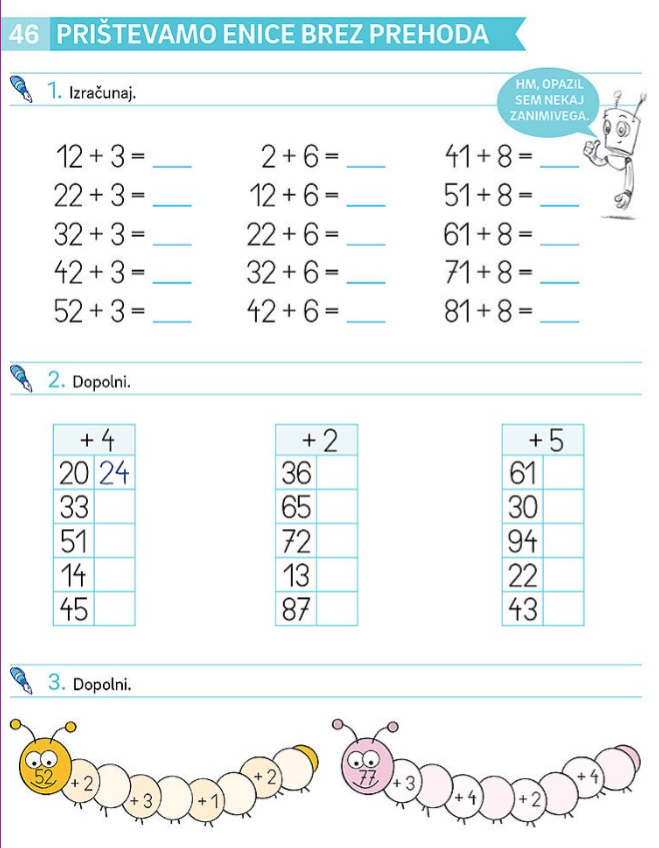 46 PRIŠTEVAMO ENICE BREZ PREHODA
1. Izračunaj.
HM, OPAZIL
SEM NEKAJ
ZANIMIVEGA.
12 + 3 = ___ 2 + 6 = ___ 41 + 8 = ___
22 + 3 = ___ 12 + 6 = ___ 51 + 8 = ___
32 + 3 = ___ 22 + 6 = ___ 61 + 8 = ___
42 + 3 = ___ 32 + 6 = ___ 71 + 8 = ___
52 + 3 = ___ 42 + 6 = ___ 81 + 8 = ___
2. Dopolni.
+ 4 + 2 + 5
20 24 36 61
33 65 30
51 72 94
14 13 22
45 87 43
3. Dopolni.
52 + 2 + 3 + 1 + 2
77 + 3 + 4 + 2 + 4